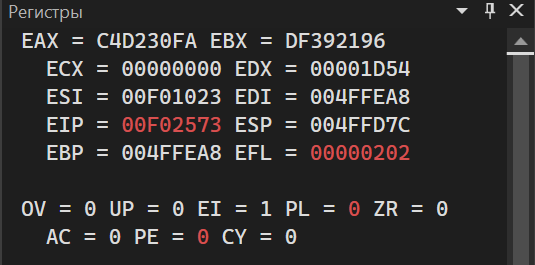 Регистры
EAX = C4D230FA EBX = DF392196
ECX = 00000000 EDX = 00001D54
ESI = 00F01023 EDI = 004FFEA8
EIP = 00F02573 ESP = 004FFD7C
EBP = 004FFEA8 EFL = 00000202
OV = 0 UP = 0 EI = 1 PL = 0 ZR = 0
AC = 0 PE = 0 CY = 0